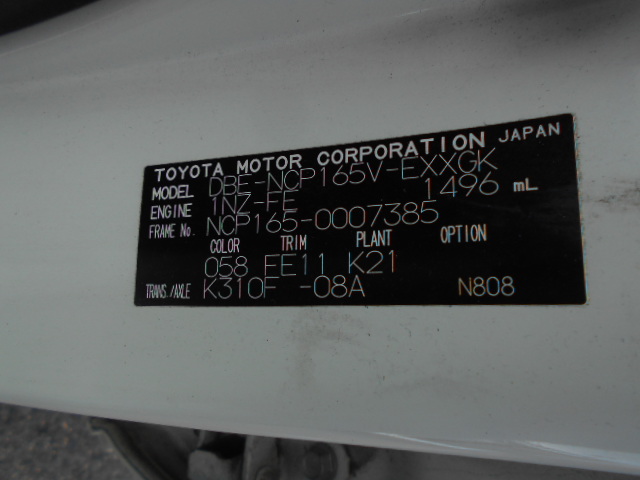 TOYOTA MOTOR CORPORATION JAPAN
MODEL DBE-NCP165V-EXXGK
ENGINE 1NZ-FE 1496 mL
FRAME No. NCP165-0007385
COLOR TRIM PLANT OPTION
058 EE11 K21
TRANS./AXLE K310F -08A N808